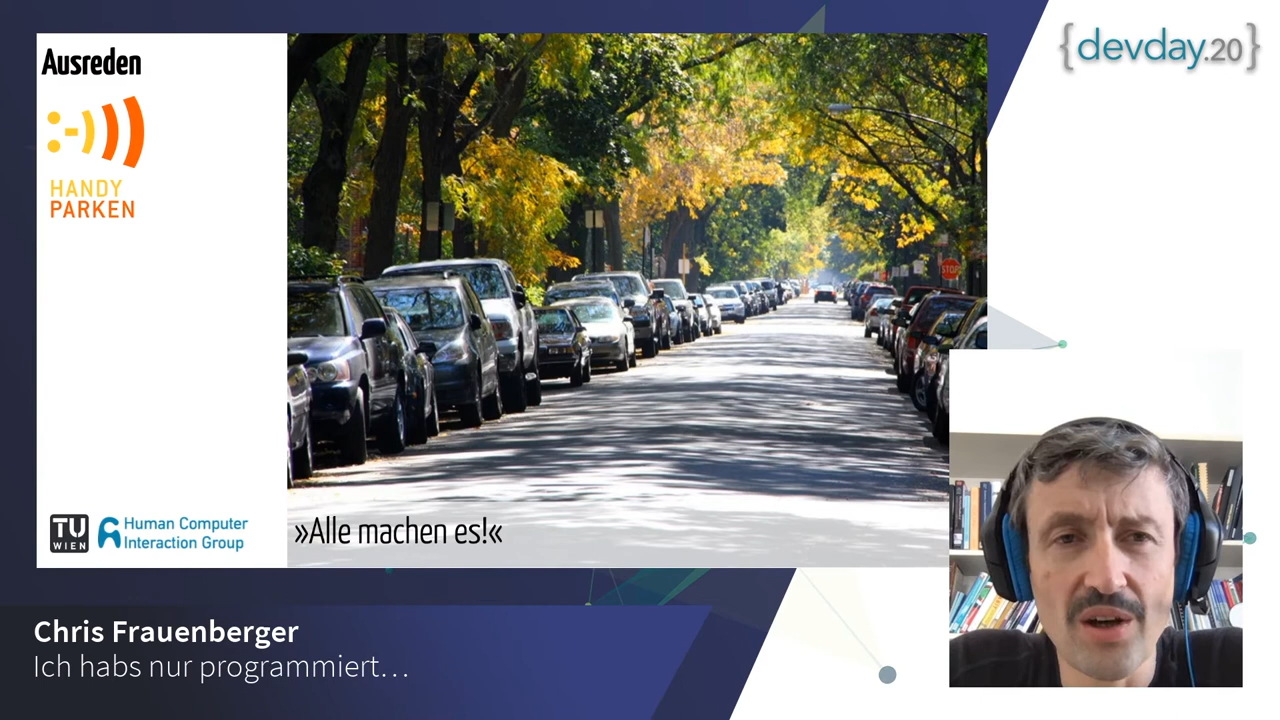 Ausreden
HANDY
PARKEN
STOP
TU
WIEN
Human Computer
Interaction Group
»Alle machen es!«
{devday.20}
Chris Frauenberger
Ich habs nur programmiert…